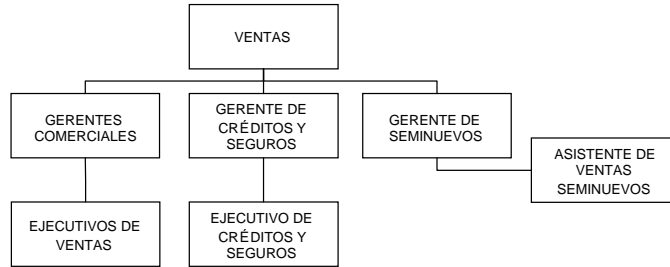 VENTAS
GERENTES
COMERCIALES
GERENTE DE
CRÉDITOS Y
SEGUROS
GERENTE DE
SEMINUEVOS
ASISTENTE DE
VENTAS
SEMINUEVOS
EJECUTIVOS DE
VENTAS
EJECUTIVO DE
CRÉDITOS Y
SEGUROS